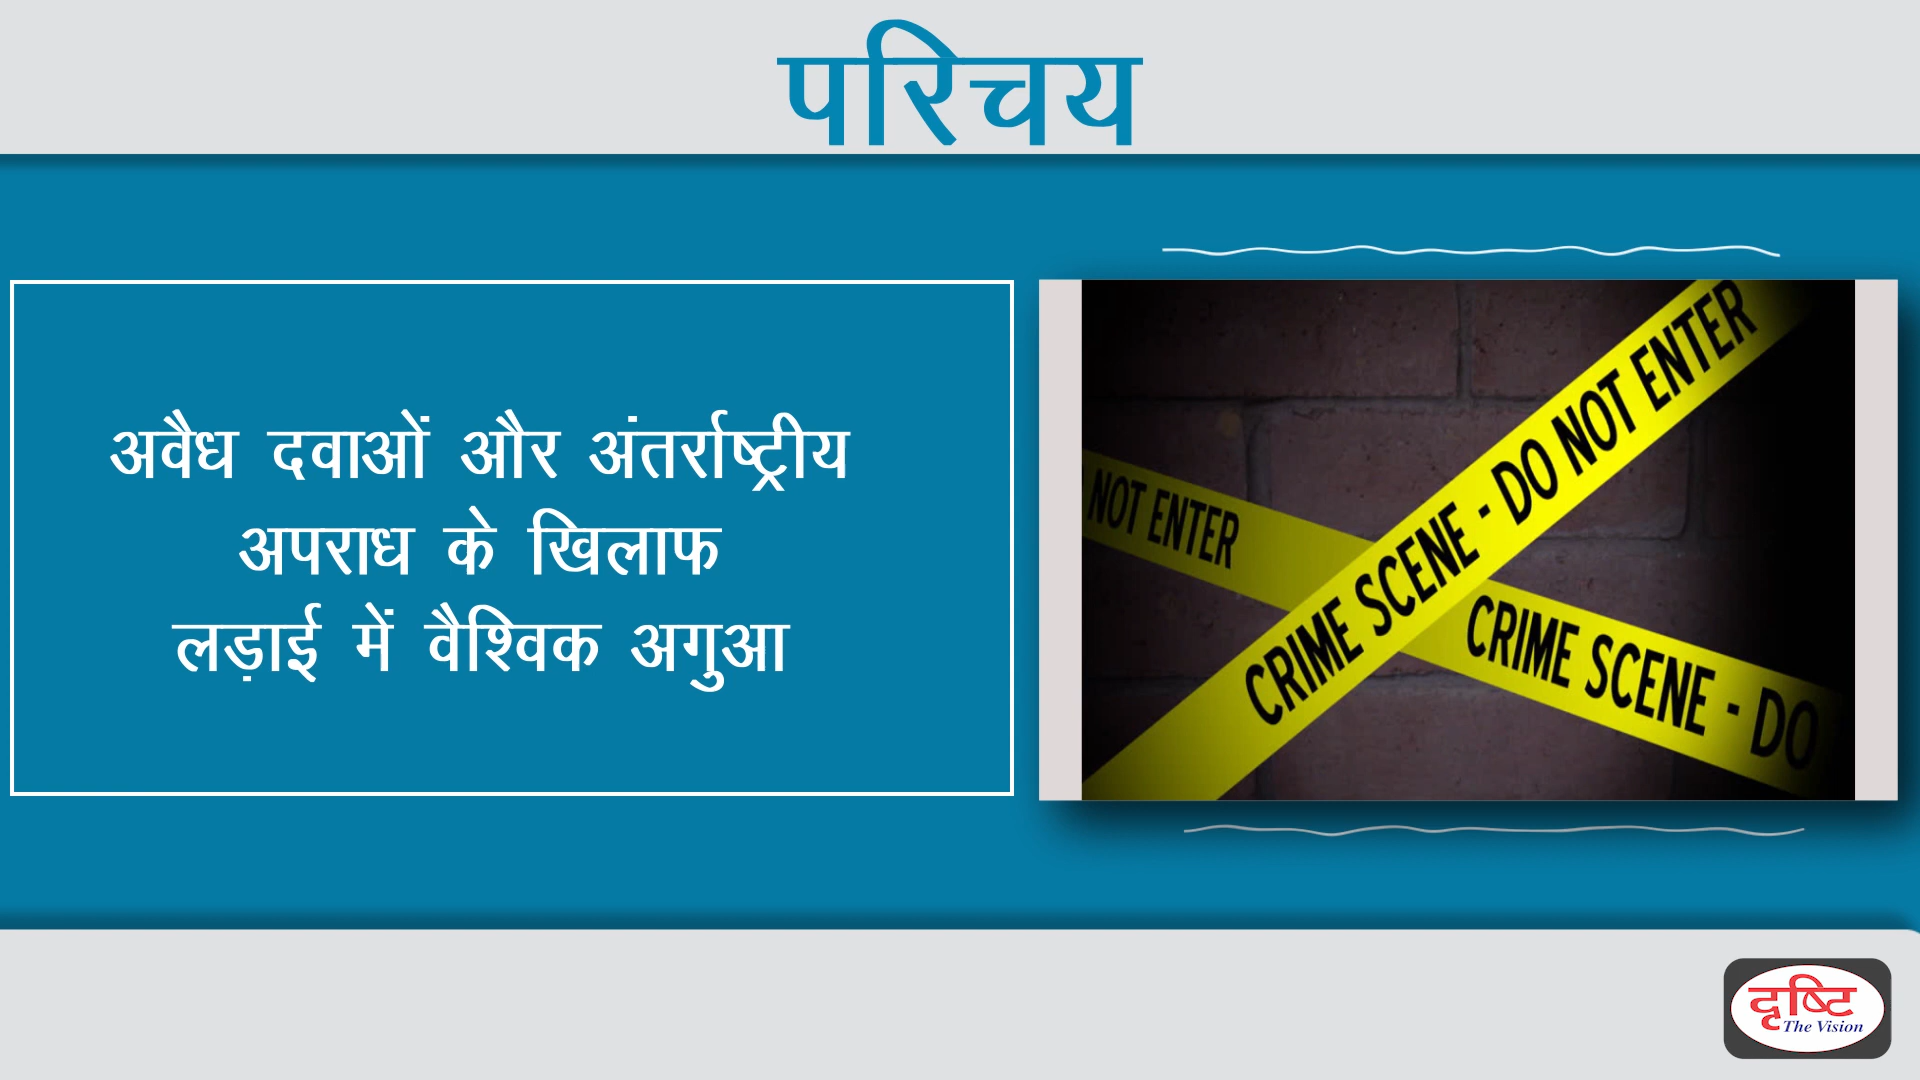 परिचय
अवैध दवाओं और अंतर्राष्ट्रीय
अपराध के खिलाफ
लड़ाई में वैश्विक अगुआ
CRIME SCENE - DO NOT ENTER
NOT ENTER
CRIME SCENE - DO
दृष्टि
The Vision